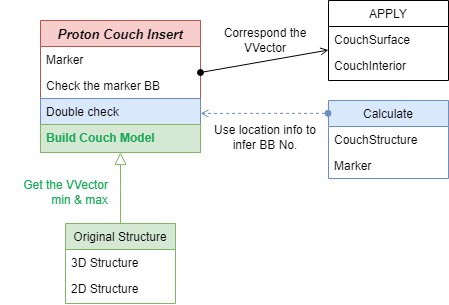 Proton Couch Insert
Marker
Check the marker BB
Double check
Build Couch Model
Correspond the
VVector
APPLY
CouchSurface
CouchInterior
Calculate
CouchStructure
Marker
Use location info to
infer BB No.
Get the VVector
min & max
Original Structure
3D Structure
2D Structure